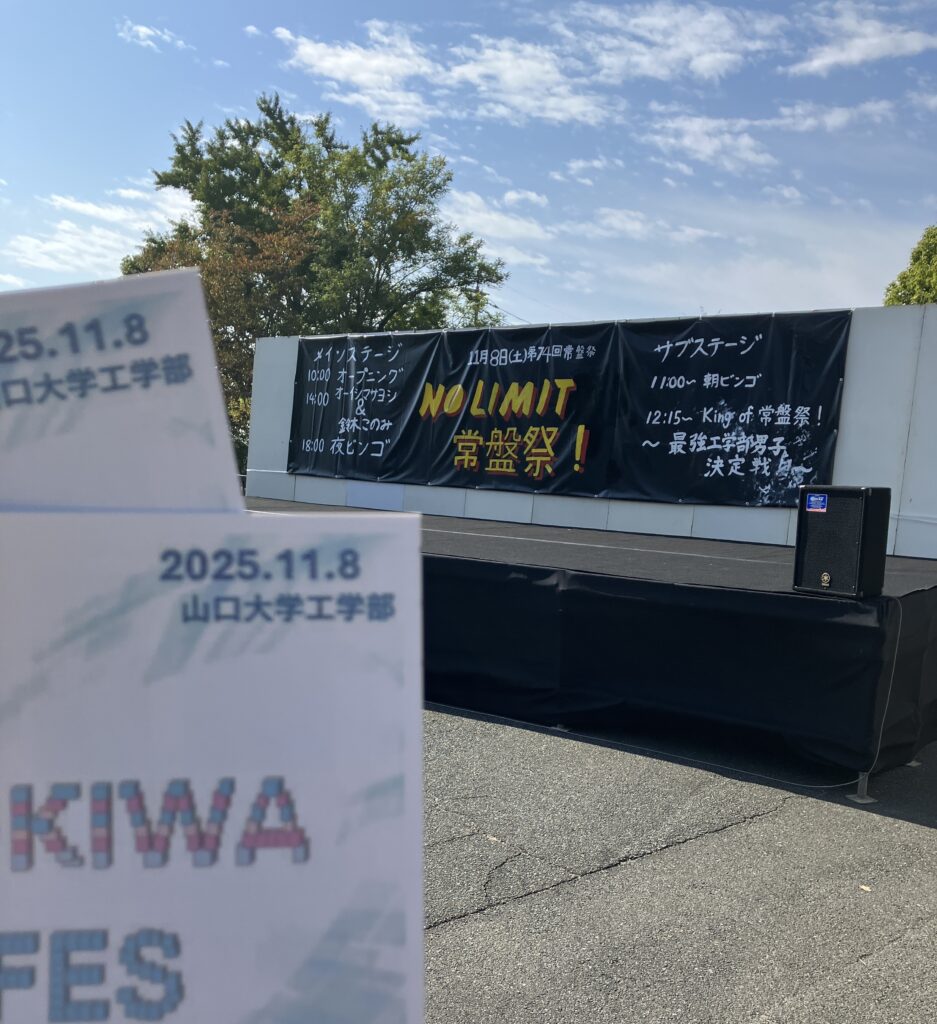 25.11.8
口大学工学部
2025.11.8
山口大学工学部
KIWA
FES
メインステージ
10:00 オープニング
14:00 オーイシマサヨシ
&
鈴木このみ
18:00 夜ビンゴ
11月8日(土)第74回常盤祭
NO LIMIT
常盤祭!
サブステージ
11:00〜 朝ビンゴ
12:15〜 King of 常盤祭!
〜最強工学部男子
決定戦〜